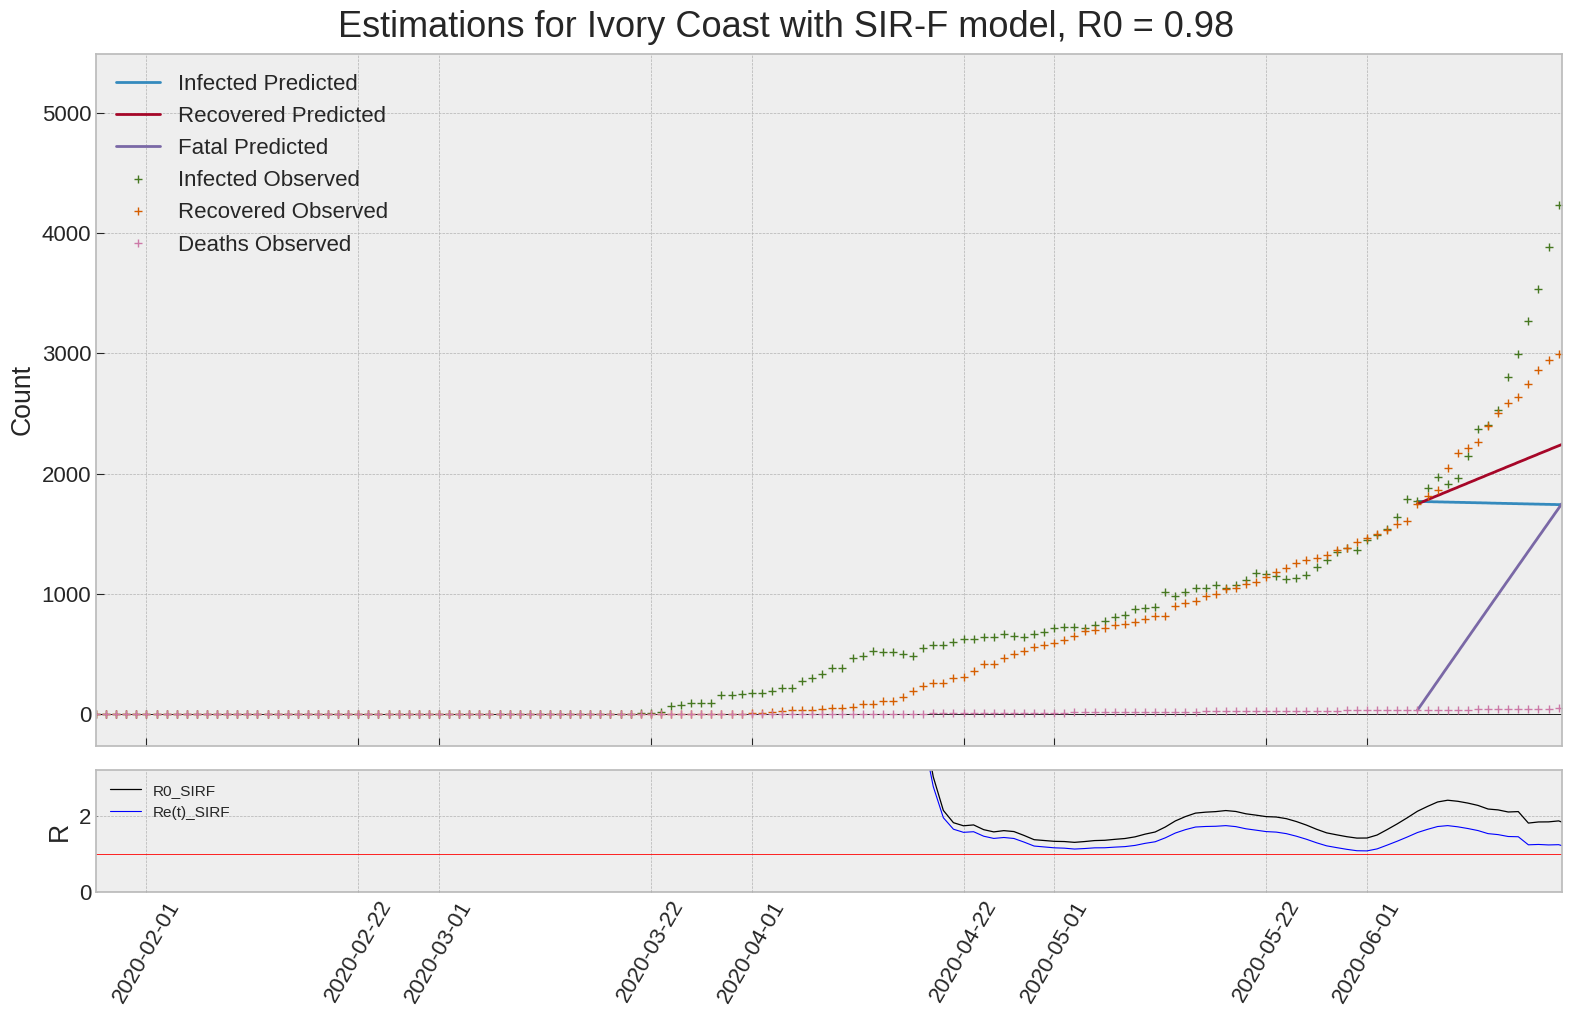 Estimations for Ivory Coast with SIR-F model, R0 = 0.98
Infected Predicted
Recovered Predicted
Fatal Predicted
Infected Observed
Recovered Observed
Deaths Observed
5000
4000
3000
2000
1000
0
Count
R0_SIRF
Re(t)_SIRF
2
0
R
2020-02-01
2020-02-22
2020-03-01
2020-03-22
2020-04-01
2020-04-22
2020-05-01
2020-05-22
2020-06-01